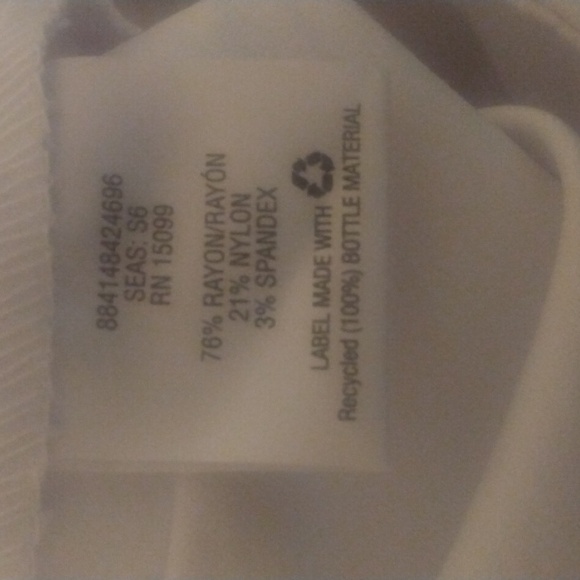 884148424696
SEAS: S6
RN 15099
76% RAYON/RAYÓN
21% NYLON
3% SPANDEX
LABEL MADE WITH
Recycled (100%) BOTTLE MATERIAL